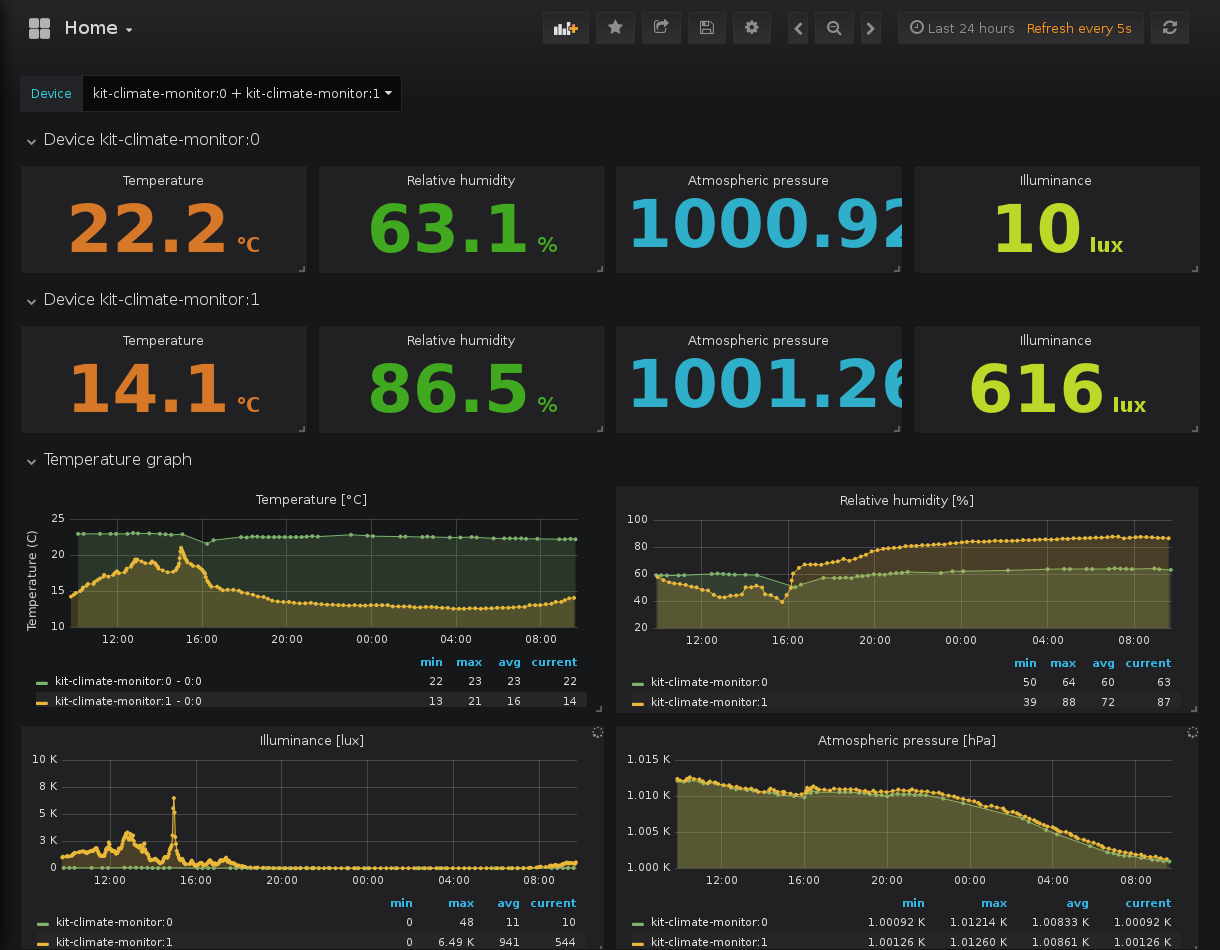 Home
Last 24 hours Refresh every 5s
Device kit-climate-monitor:0 + kit-climate-monitor:1
Device kit-climate-monitor:0
Temperature Relative humidity Atmospheric pressure Illuminance
22.2 °C 63.1 % 1000.92 10 lux
Device kit-climate-monitor:1
Temperature Relative humidity Atmospheric pressure Illuminance
14.1 °C 86.5 % 1001.26 616 lux
Temperature graph
Temperature [°C]
Temperature (C)
25
20
15
10
12:00 16:00 20:00 00:00 04:00 08:00
min max avg current
kit-climate-monitor:0 - 0:0 22 23 23 22
kit-climate-monitor:1 - 0:0 13 21 16 14
Relative humidity [%]
100
80
60
40
20
12:00 16:00 20:00 00:00 04:00 08:00
min max avg current
kit-climate-monitor:0 50 64 60 63
kit-climate-monitor:1 39 88 72 87
Illuminance [lux]
10 K
8 K
5 K
3 K
0
12:00 16:00 20:00 00:00 04:00 08:00
min max avg current
kit-climate-monitor:0 0 48 11 10
kit-climate-monitor:1 0 6.49 K 941 544
Atmospheric pressure [hPa]
1.015 K
1.010 K
1.005 K
1.000 K
12:00 16:00 20:00 00:00 04:00 08:00
min max avg current
kit-climate-monitor:0 1.00092 K 1.01214 K 1.00833 K 1.00092 K
kit-climate-monitor:1 1.00126 K 1.01260 K 1.00861 K 1.00126 K